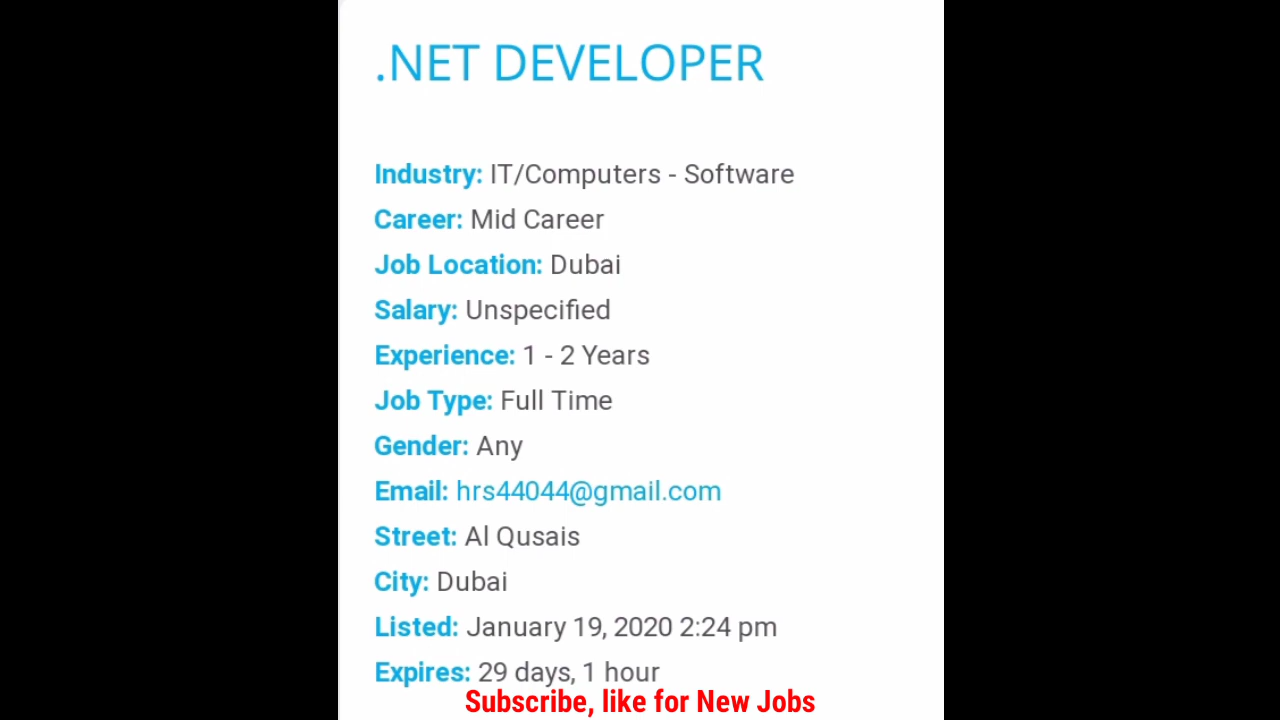 .NET DEVELOPER
Industry: IT/Computers - Software
Career: Mid Career
Job Location: Dubai
Salary: Unspecified
Experience: 1 - 2 Years
Job Type: Full Time
Gender: Any
Email: hrs44044@gmail.com
Street: Al Qusais
City: Dubai
Listed: January 19, 2020 2:24 pm
Expires: 29 days, 1 hour
Subscribe, like for New Jobs